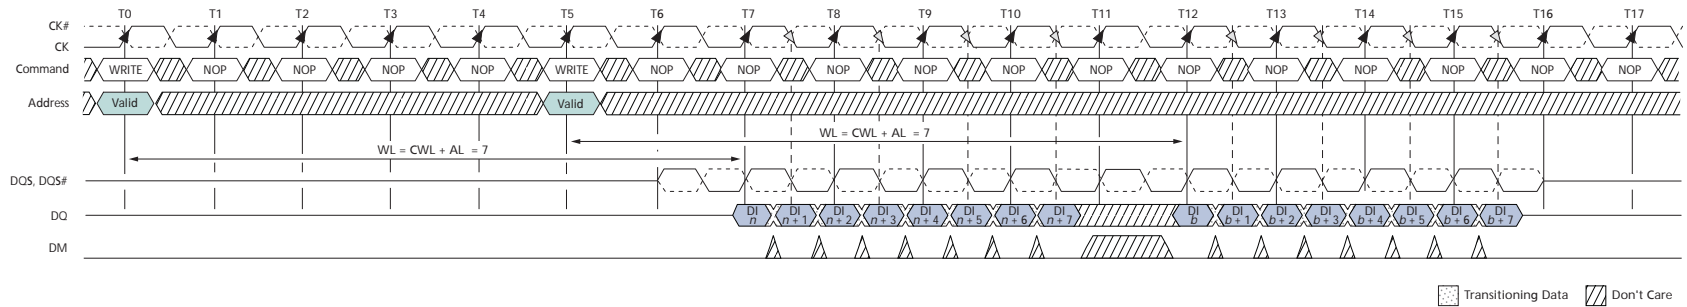 T0 T1 T2 T3 T4 T5 T6 T7 T8 T9 T10 T11 T12 T13 T14 T15 T16 T17
CK#
CK
Command WRITE NOP NOP NOP NOP WRITE NOP NOP NOP NOP NOP NOP NOP NOP NOP NOP NOP NOP
Address Valid Valid
WL = CWL + AL = 7
WL = CWL + AL = 7
DQS, DQS#
DI DI DI DI DI DI DI DI DI DI DI DI DI DI DI DI
DQ n n + 1 n + 2 n + 3 n + 4 n + 5 n + 6 n + 7 b b + 1 b + 2 b + 3 b + 4 b + 5 b + 6 b + 7
DM
Transitioning Data Don't Care